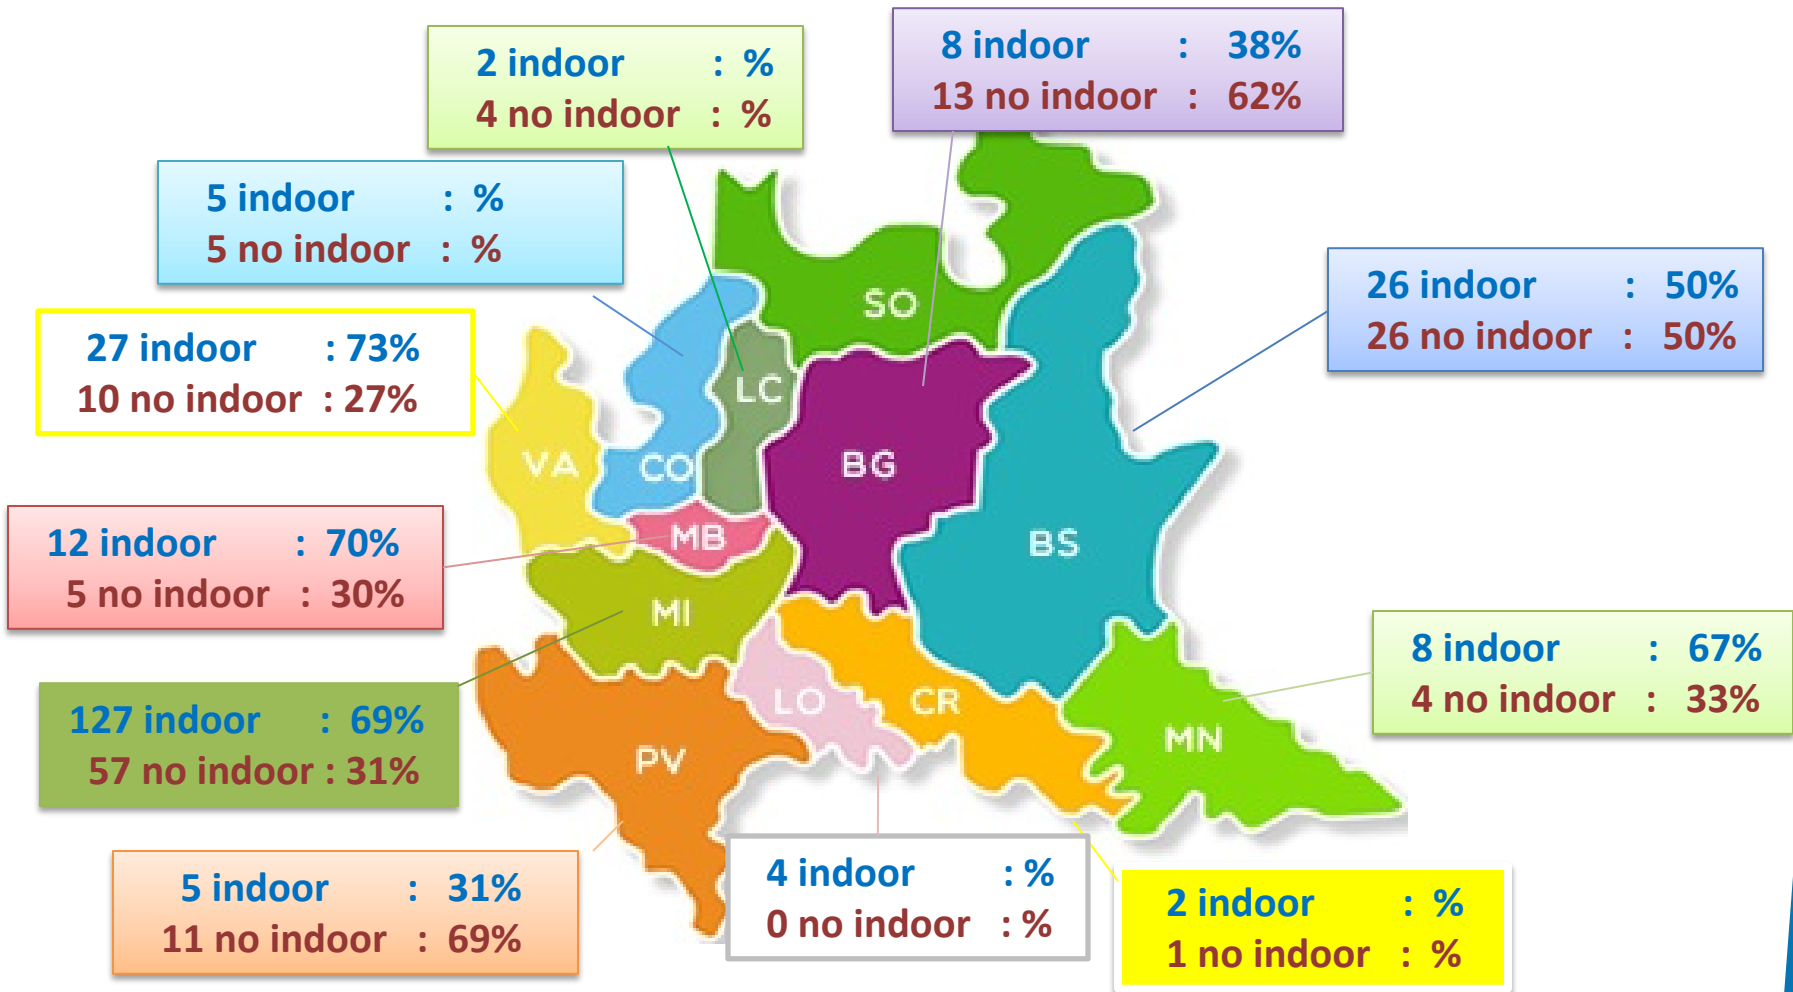 8 indoor : 38%
13 no indoor : 62%
2 indoor : %
4 no indoor : %
5 indoor : %
5 no indoor : %
26 indoor : 50%
26 no indoor : 50%
27 indoor : 73%
10 no indoor : 27%
SO
LC
VA
CO
BG
MB
BS
12 indoor : 70%
5 no indoor : 30%
MI
8 indoor : 67%
4 no indoor : 33%
127 indoor : 69%
57 no indoor : 31%
LO
CR
MN
PV
5 indoor : 31%
11 no indoor : 69%
4 indoor : %
0 no indoor : %
2 indoor : %
1 no indoor : %